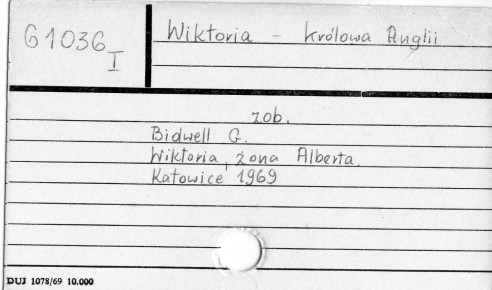 61036 I
Wiktoria - królowa Anglii
zob.
Bidwell G.
Wiktoria, żona Alberta.
Katowice 1969
DUJ 1078/69 10.000